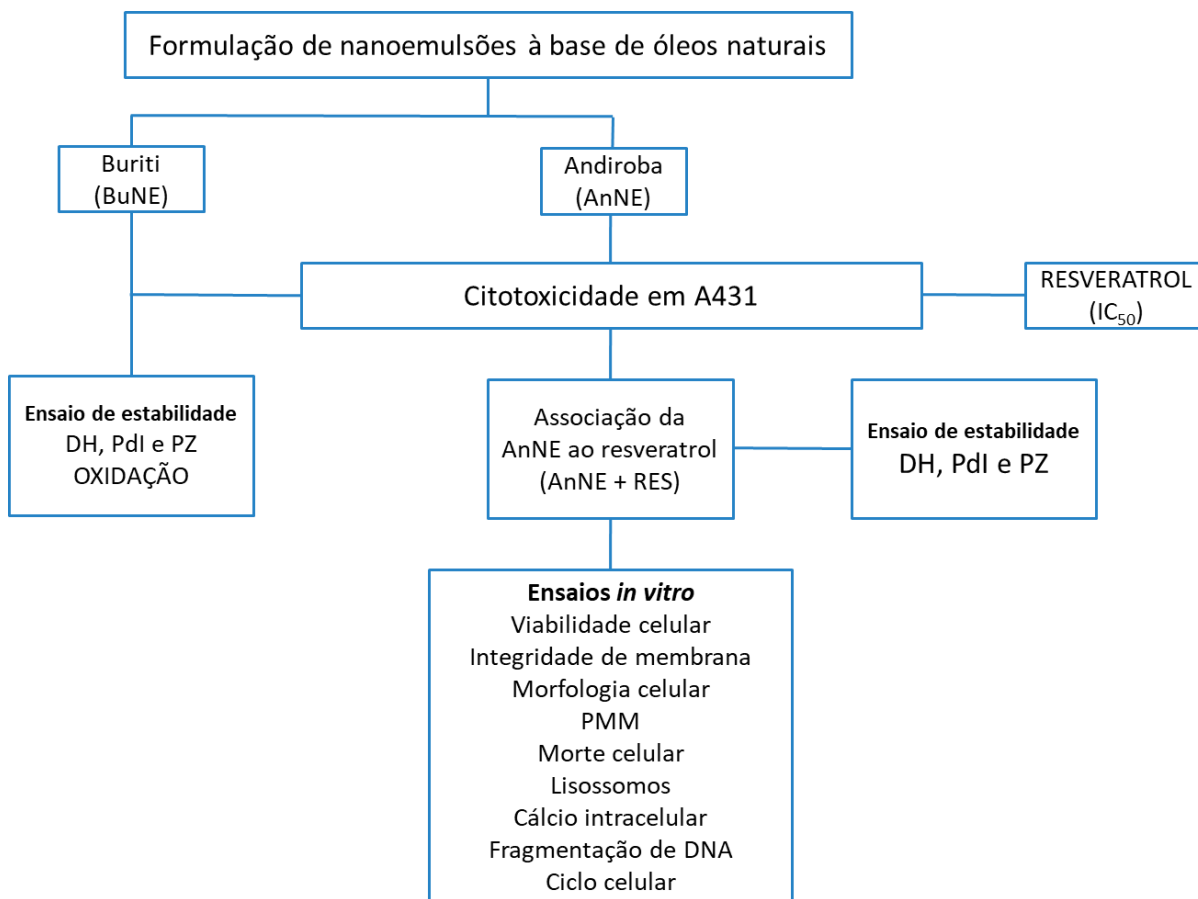 Formulação de nanoemulsões à base de óleos naturais
Buriti
(BuNE)
Andiroba
(AnNE)
Citotoxicidade em A431
RESVERATROL
(IC₅₀)
Ensaio de estabilidade
DH, PdI e PZ
OXIDAÇÃO
Associação da
AnNE ao resveratrol
(AnNE + RES)
Ensaio de estabilidade
DH, PdI e PZ
Ensaios in vitro
Viabilidade celular
Integridade de membrana
Morfologia celular
PMM
Morte celular
Lisossomos
Cálcio intracelular
Fragmentação de DNA
Ciclo celular